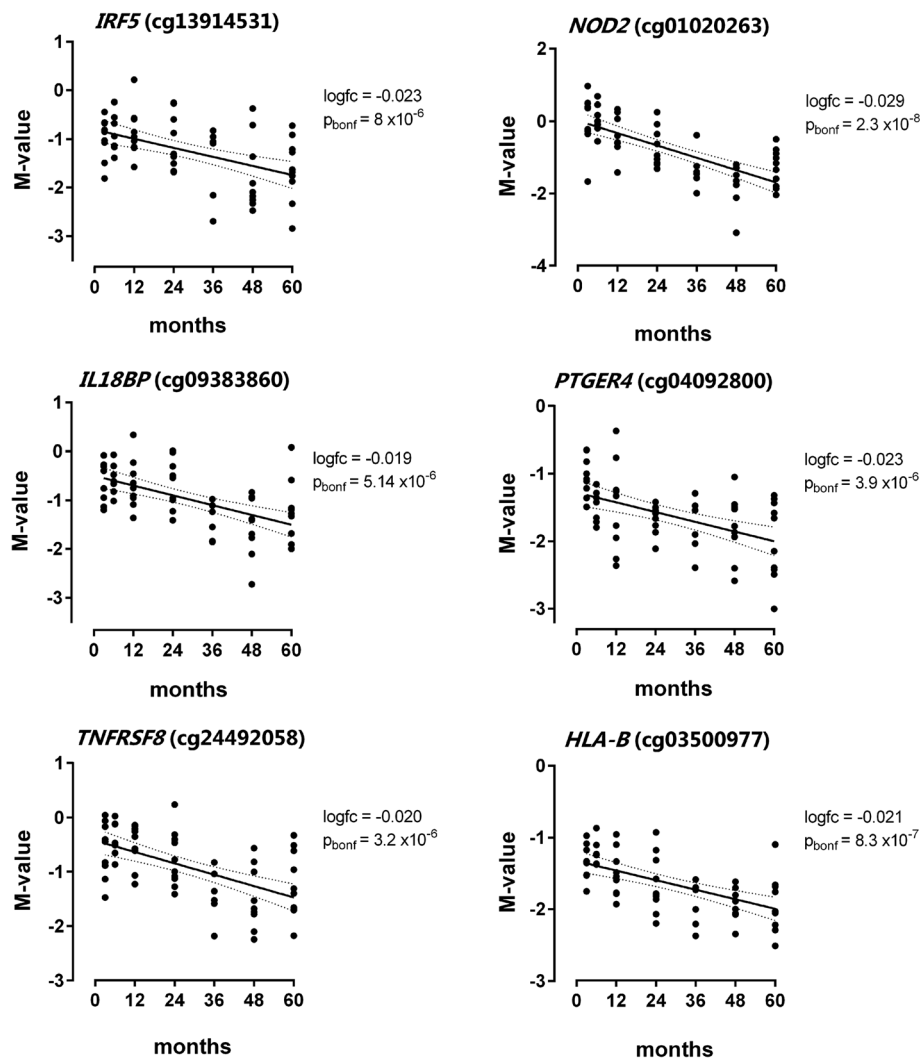 IRF5 (cg13914531)
1
0
-1
-2
-3
M-value
0 12 24 36 48 60
months
logfc = -0.023
pbonf = 8 x10-6
NOD2 (cg01020263)
2
0
-2
-4
M-value
0 12 24 36 48 60
months
logfc = -0.029
pbonf = 2.3 x10-8
IL18BP (cg09383860)
1
0
-1
-2
-3
M-value
0 12 24 36 48 60
months
logfc = -0.019
pbonf = 5.14 x10-6
PTGER4 (cg04092800)
0
-1
-2
-3
M-value
0 12 24 36 48 60
months
logfc = -0.023
pbonf = 3.9 x10-6
TNFRSF8 (cg24492058)
1
0
-1
-2
-3
M-value
0 12 24 36 48 60
months
logfc = -0.020
pbonf = 3.2 x10-6
HLA-B (cg03500977)
0
-1
-2
-3
M-value
0 12 24 36 48 60
months
logfc = -0.021
pbonf = 8.3 x10-7